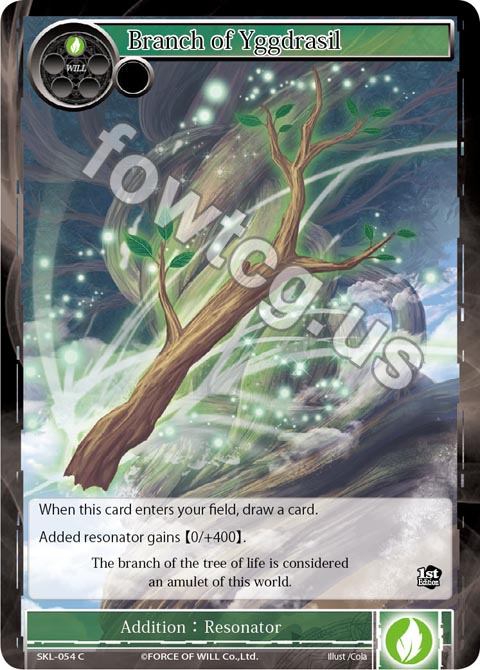 Branch of Yggdrasil
WILL
fowtcg.us
When this card enters your field, draw a card.
Added resonator gains 【0/+400】.
The branch of the tree of life is considered
an amulet of this world.
1st
Edition
Addition : Resonator
SKL-054 C ©FORCE OF WILL Co.,Ltd. Illust /Cola